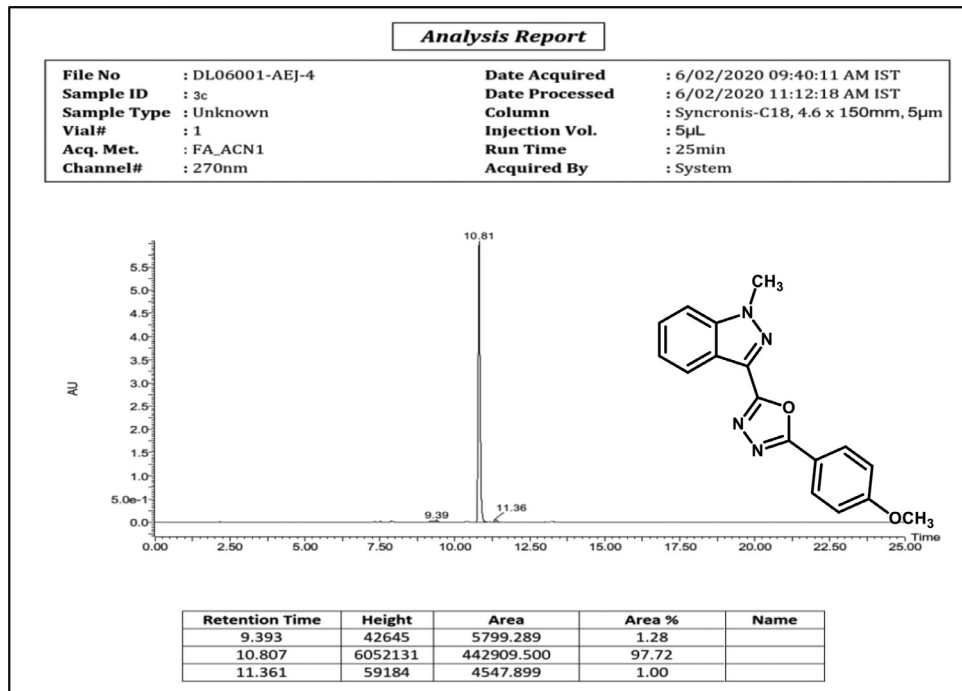 Analysis Report
File No : DL06001-AEJ-4 Date Acquired : 6/02/2020 09:40:11 AM IST
Sample ID : 3c Date Processed : 6/02/2020 11:12:18 AM IST
Sample Type : Unknown Column : Syncronis-C18, 4.6 x 150mm, 5µm
Vial# : 1 Injection Vol. : 5µL
Acq. Met. : FA_ACN1 Run Time : 25min
Channel# : 270nm Acquired By : System
10.81
5.5
5.0
4.5
4.0
3.5
3.0
2.5
2.0
1.5
1.0
5.0e-1
0.0
AU
9.39
11.36
CH3
N
N
O
N
N
OCH3
0.00 2.50 5.00 7.50 10.00 12.50 15.00 17.50 20.00 22.50 25.00 Time
Retention Time Height Area Area % Name
9.393 42645 5799.289 1.28
10.807 6052131 442909.500 97.72
11.361 59184 4547.899 1.00